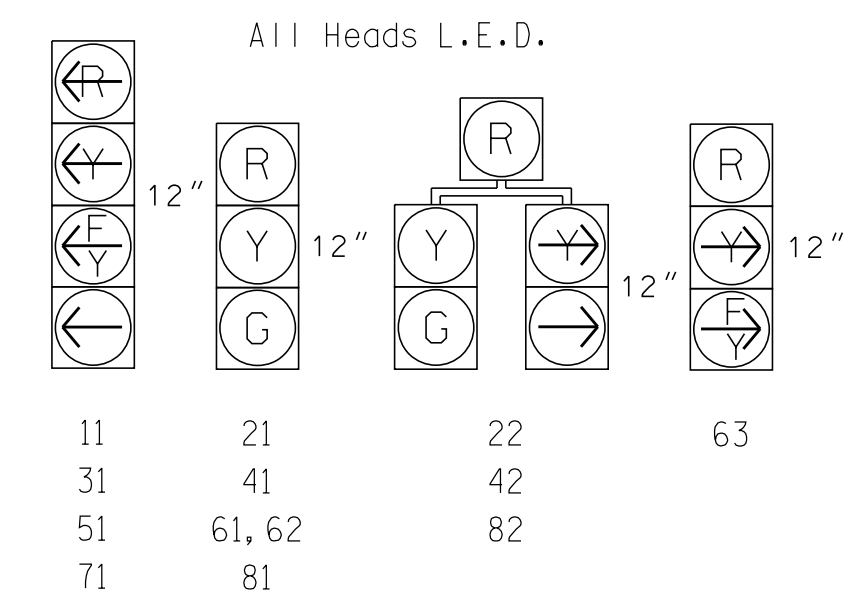 All Heads L.E.D.
R
Y
F
Y
12"
R
Y
G
12"
R
Y
G
Y
12"
R
Y
F
Y
12"
11 21 22 63
31 41 42
51 61, 62 82
71 81